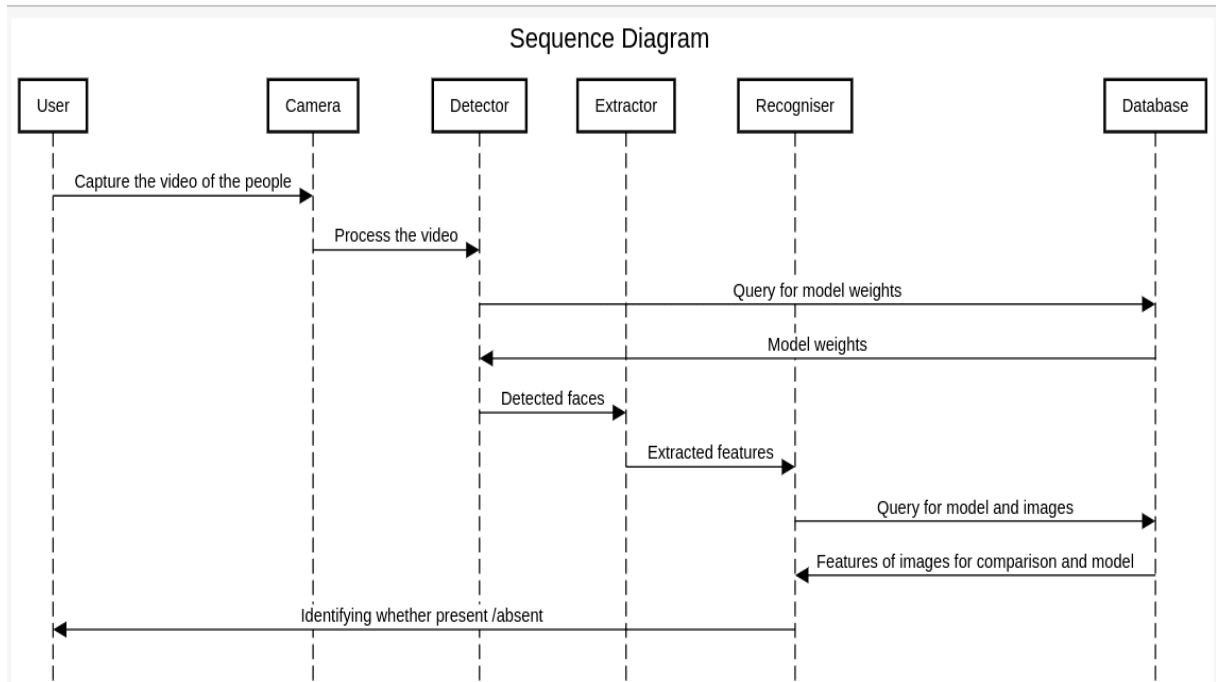 Sequence Diagram
User
Camera
Detector
Extractor
Recogniser
Database
Capture the video of the people
Process the video
Query for model weights
Model weights
Detected faces
Extracted features
Query for model and images
Features of images for comparison and model
Identifying whether present /absent